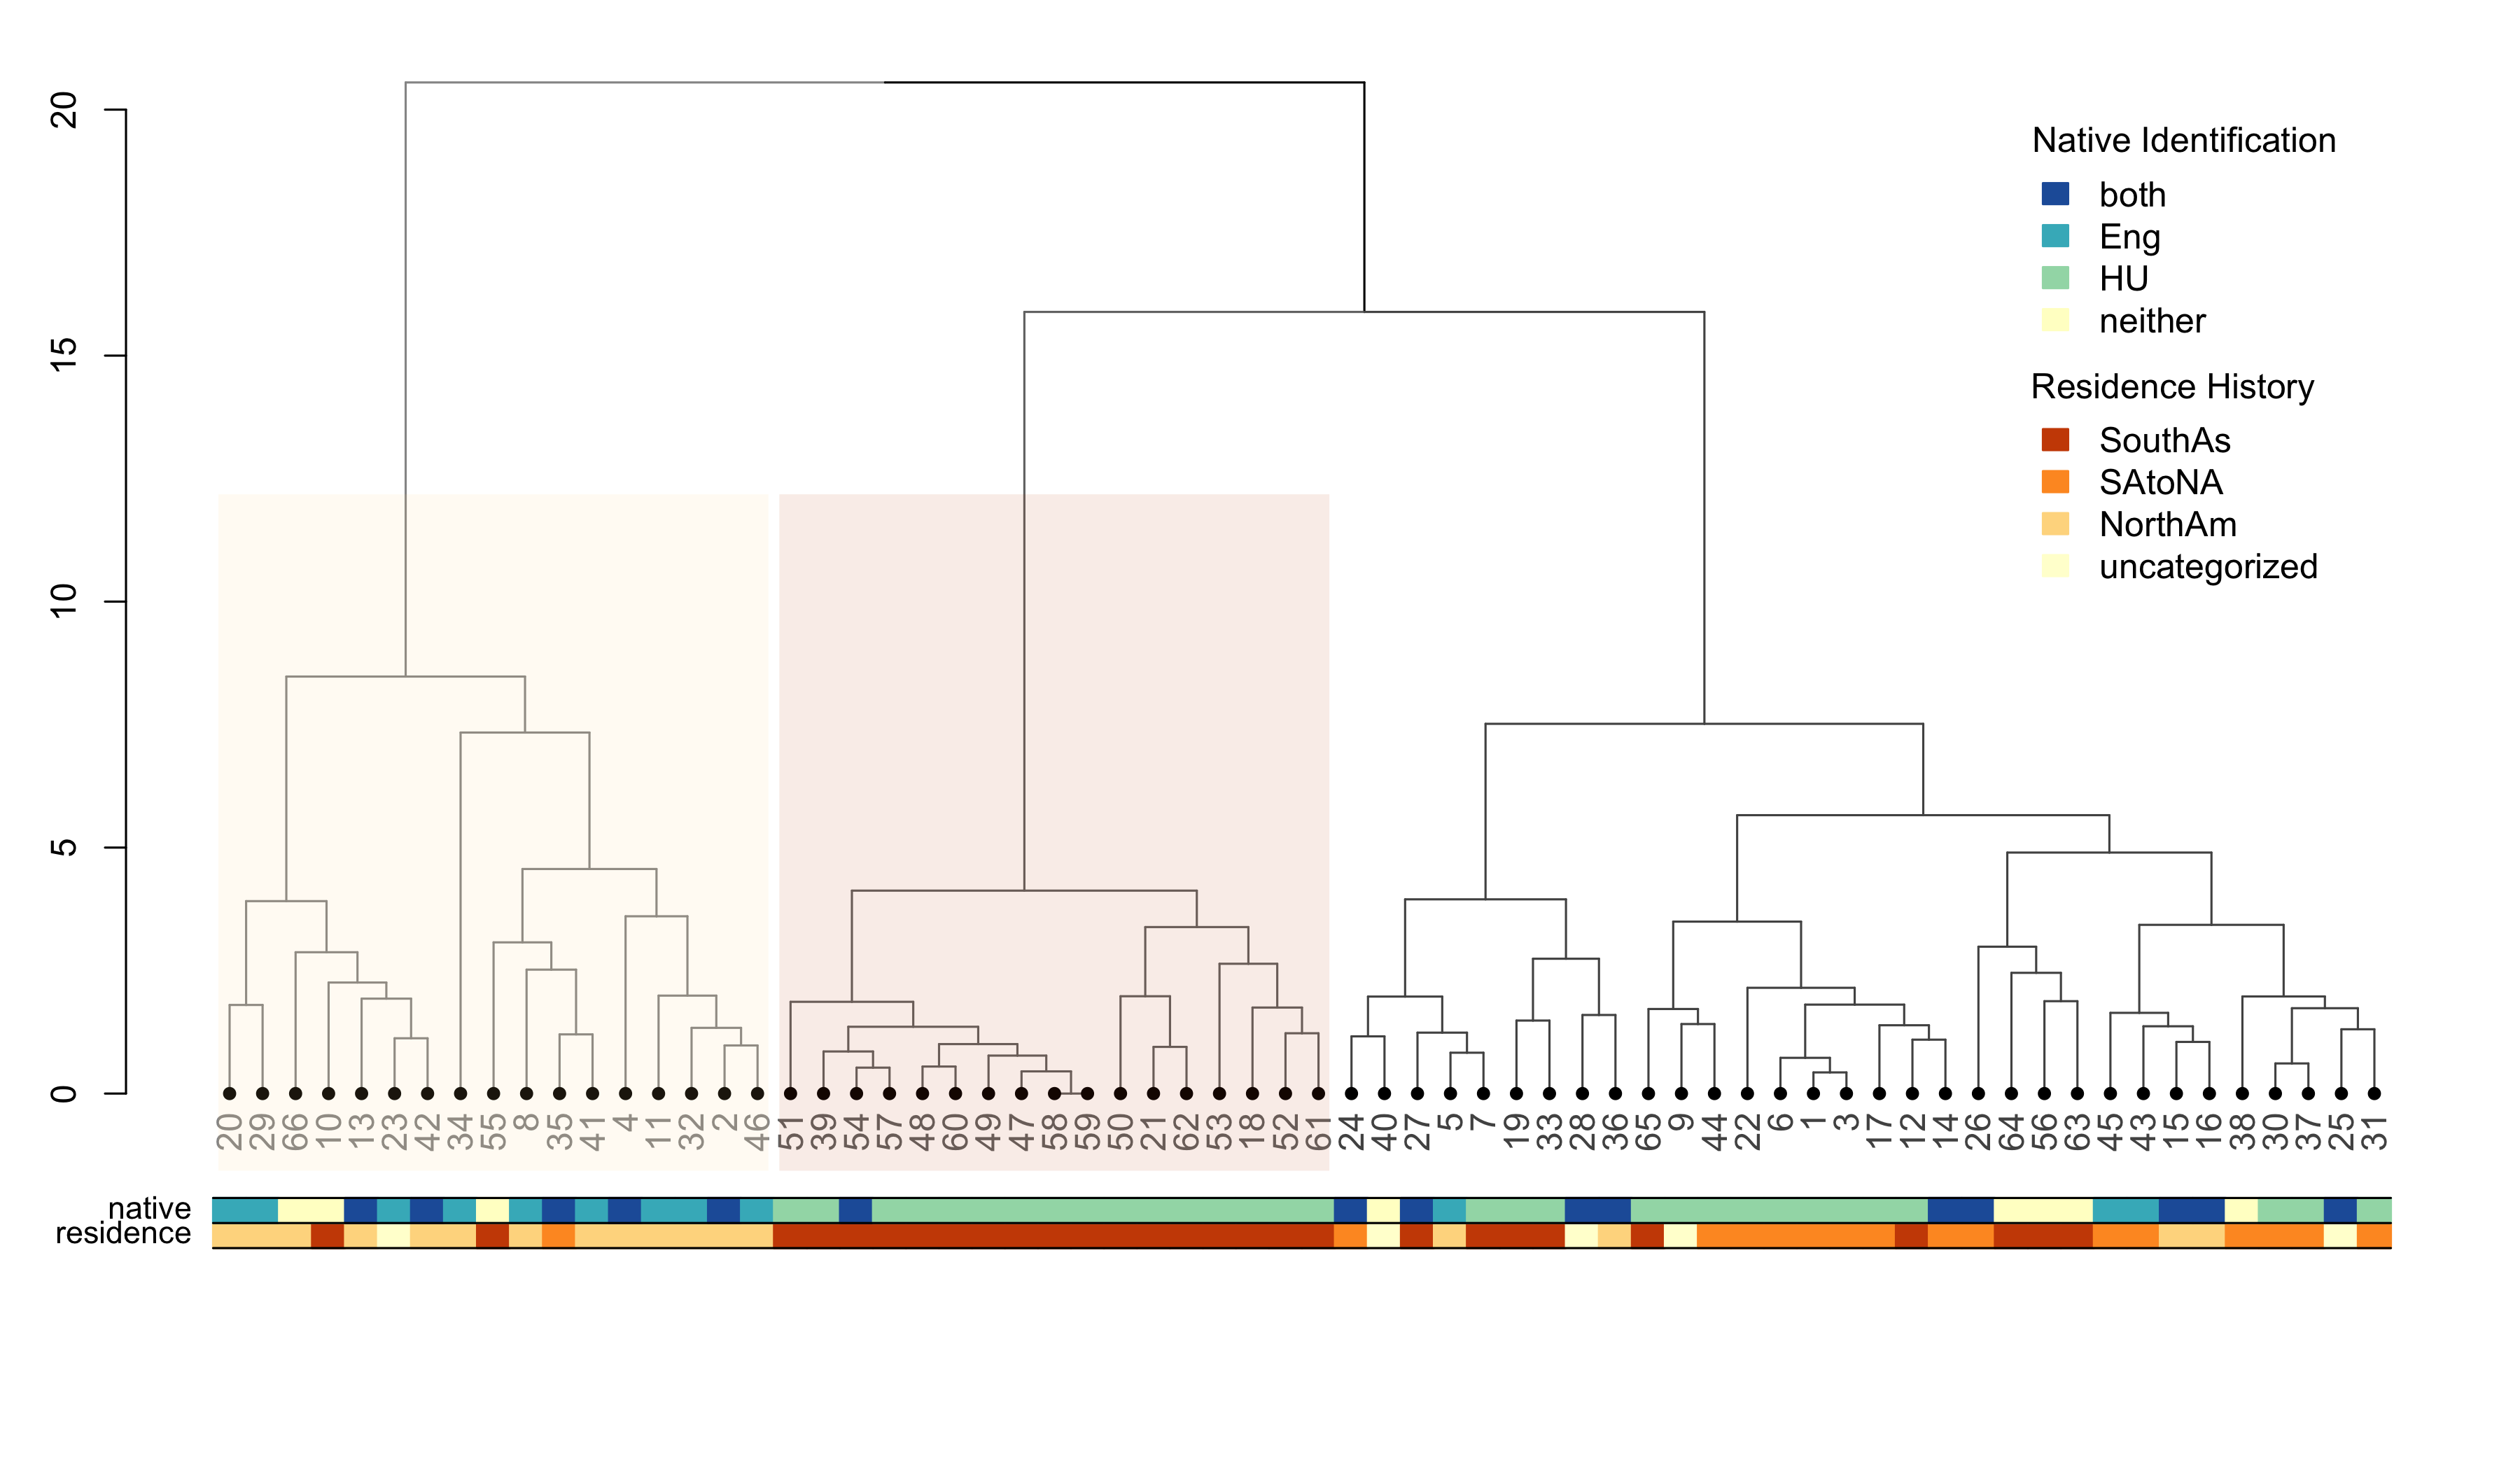 20
15
10
5
0
Native Identification
both
Eng
HU
neither
Residence History
SouthAs
SAtoNA
NorthAm
uncategorized
20 29 66 10 13 23 42 34 55 8 35 41 4 11 32 2 46 51 39 54 57 48 60 49 47 58 59 50 21 62 53 18 52 61 24 40 27 5 7 19 33 28 36 65 9 44 22 6 1 3 17 12 14 26 64 56 63 45 43 15 16 38 30 37 25 31
native
residence